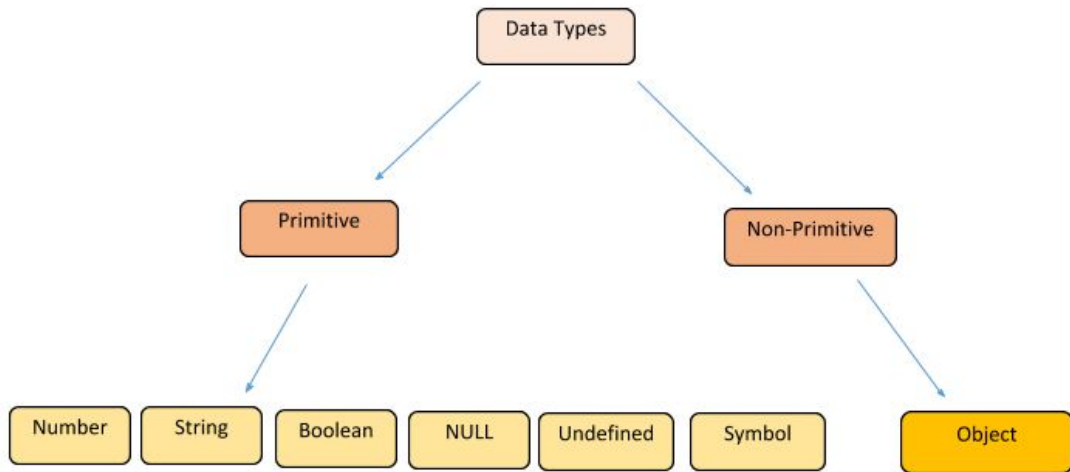 Data Types
Primitive
Non-Primitive
Number
String
Boolean
NULL
Undefined
Symbol
Object